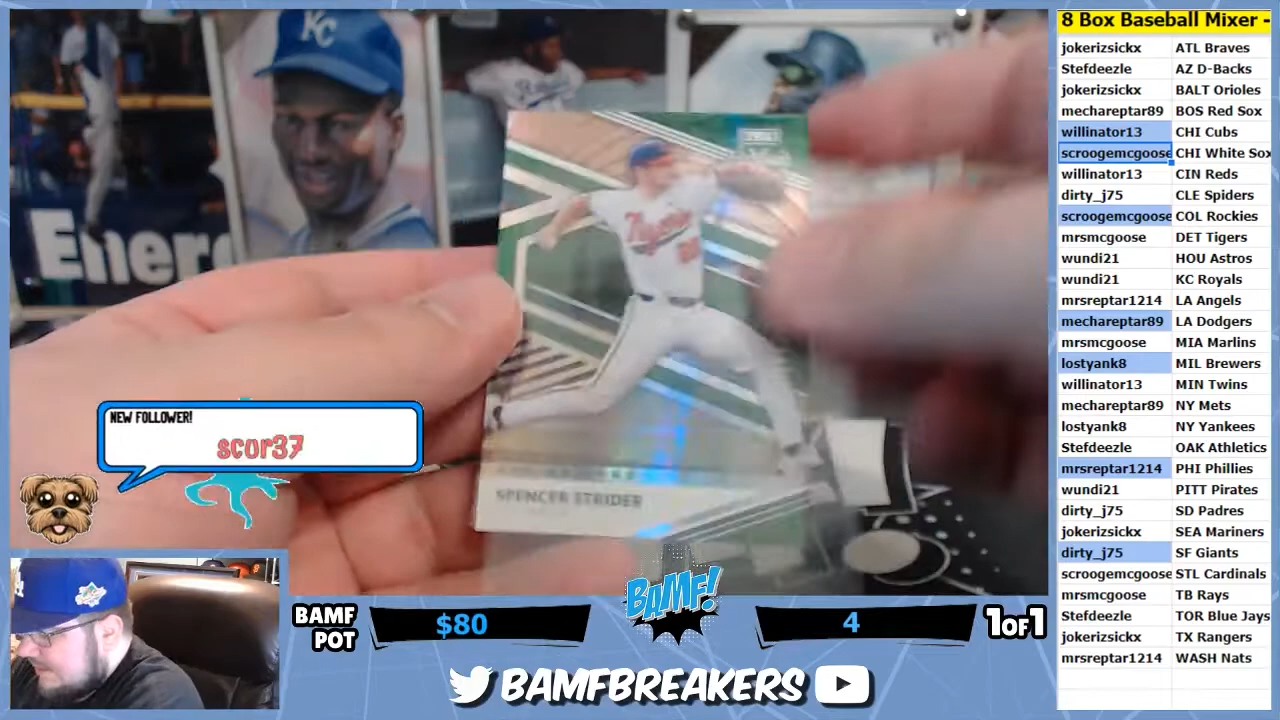 8 Box Baseball Mixer -
jokerizsickx ATL Braves
Stefdeezle AZ D-Backs
jokerizsickx BALT Orioles
mechareptar89 BOS Red Sox
willinator13 CHI Cubs
scroogemcgoose CHI White Sox
willinator13 CIN Reds
dirty_j75 CLE Spiders
scroogemcgoose COL Rockies
mrsmcgoose DET Tigers
wundi21 HOU Astros
wundi21 KC Royals
mrsreptar1214 LA Angels
mechareptar89 LA Dodgers
mrsmcgoose MIA Marlins
lostyank8 MIL Brewers
willinator13 MIN Twins
mechareptar89 NY Mets
lostyank8 NY Yankees
Stefdeezle OAK Athletics
mrsreptar1214 PHI Phillies
wundi21 PITT Pirates
dirty_j75 SD Padres
jokerizsickx SEA Mariners
dirty_j75 SF Giants
scroogemcgoose STL Cardinals
mrsmcgoose TB Rays
Stefdeezle TOR Blue Jays
jokerizsickx TX Rangers
mrsreptar1214 WASH Nats
KC
Ener
SPENCER STRIDER
NEW FOLLOWER!
scor37
BAMF POT
$80
BAMF!
4
1OF1
BAMFBREAKERS